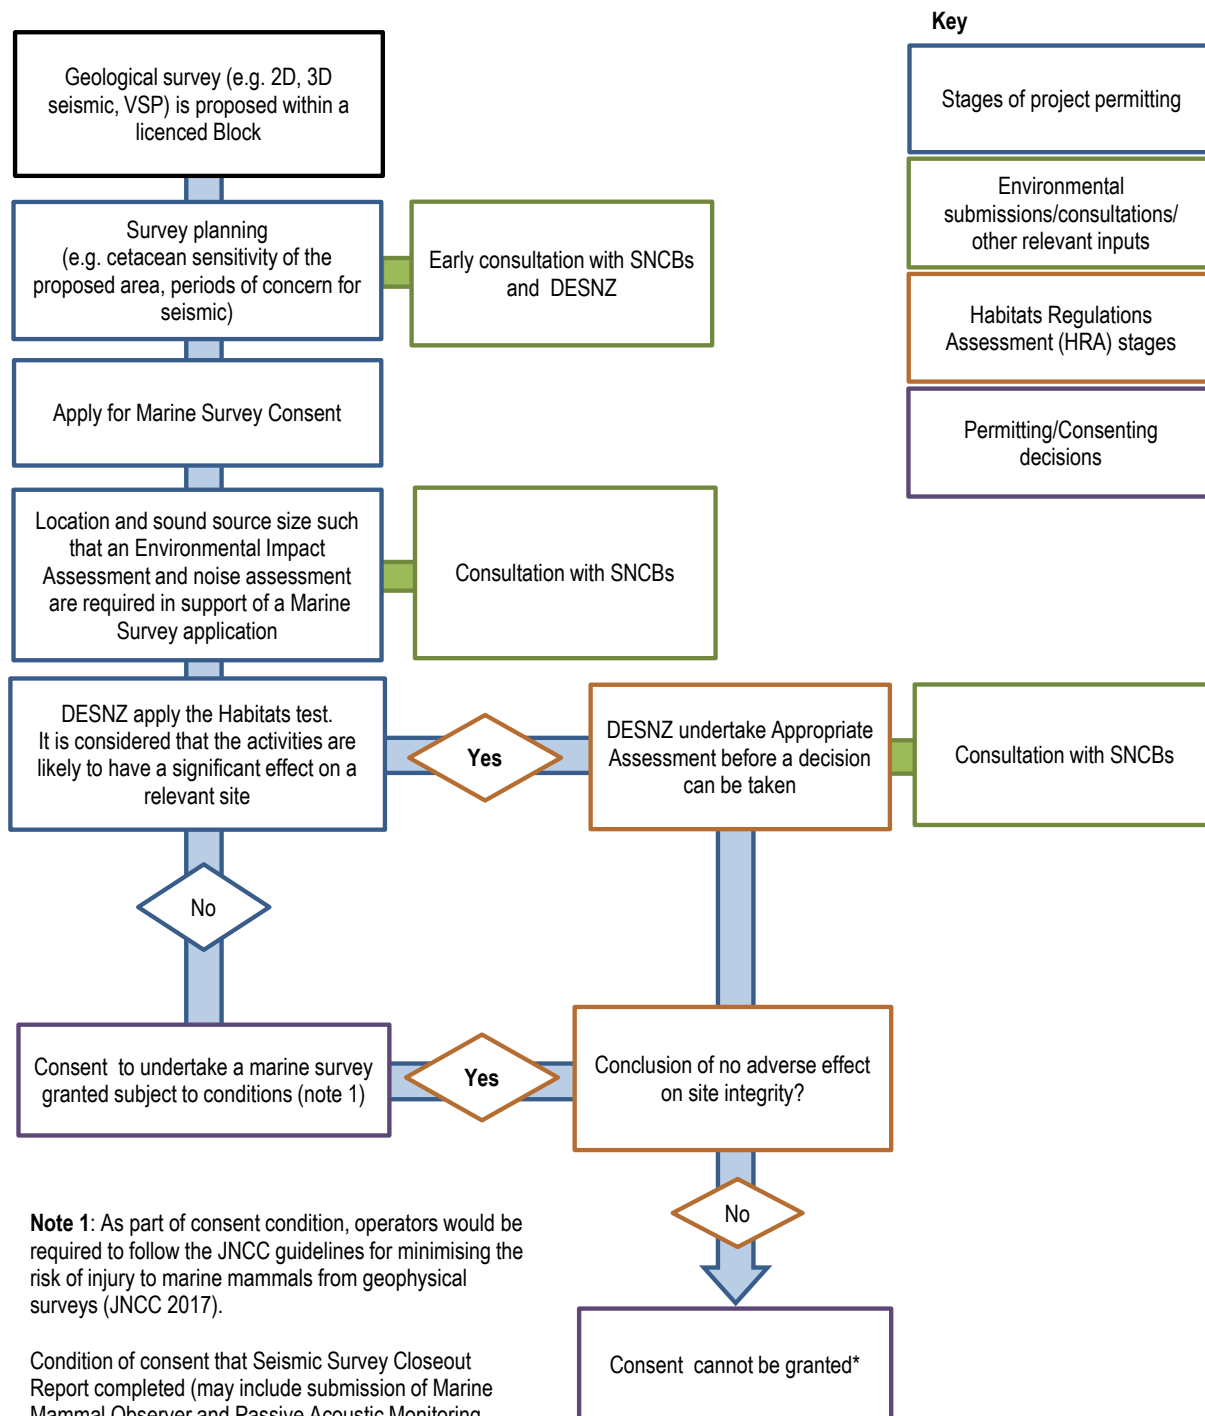 Key
Geological survey (e.g. 2D, 3D
seismic, VSP) is proposed within a
licenced Block
Stages of project permitting
Survey planning
(e.g. cetacean sensitivity of the
proposed area, periods of concern for
seismic)
Early consultation with SNCBs
and DESNZ
Environmental
submissions/consultations/
other relevant inputs
Habitats Regulations
Assessment (HRA) stages
Apply for Marine Survey Consent
Permitting/Consenting
decisions
Location and sound source size such
that an Environmental Impact
Assessment and noise assessment
are required in support of a Marine
Survey application
Consultation with SNCBs
DESNZ apply the Habitats test.
It is considered that the activities are
likely to have a significant effect on a
relevant site
Yes
DESNZ undertake Appropriate
Assessment before a decision
can be taken
Consultation with SNCBs
No
Consent to undertake a marine survey
granted subject to conditions (note 1)
Yes
Conclusion of no adverse effect
on site integrity?
No
Consent cannot be granted*
Note 1: As part of consent condition, operators would be
required to follow the JNCC guidelines for minimising the
risk of injury to marine mammals from geophysical
surveys (JNCC 2017).
Condition of consent that Seismic Survey Closeout
Report completed (may include submission of Marine
Mammal Observer and Passive Acoustic Monitoring